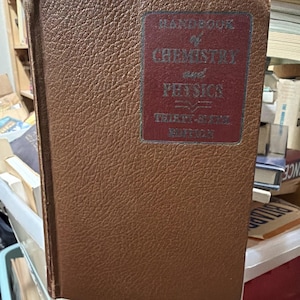 HANDBOOK
of
CHEMISTRY
and
PHYSICS
EDITION